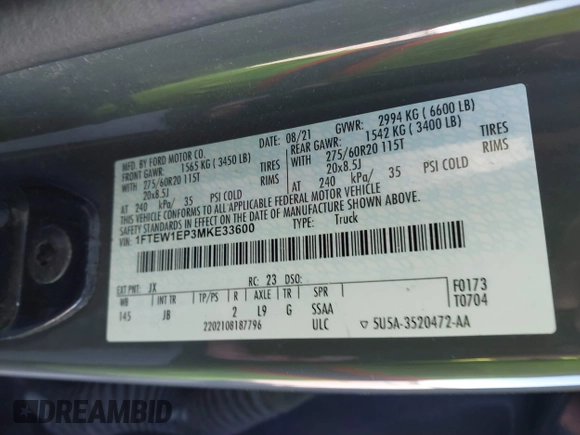 MFD. BY FORD MOTOR CO.
DATE: 08/21
GVWR: 2994 KG ( 6600 LB)
FRONT GAWR: 1565 KG ( 3450 LB)
REAR GAWR: 1542 KG ( 3400 LB)
WITH 275/60R20 115T TIRES
20x8.5J RIMS
AT 240 kPa/ 35 PSI COLD
WITH 275/60R20 115T TIRES
20x8.5J RIMS
AT 240 kPa/ 35 PSI COLD
THIS VEHICLE CONFORMS TO ALL APPLICABLE FEDERAL MOTOR VEHICLE
SAFETY STANDARDS IN EFFECT ON THE DATE OF MANUFACTURE SHOWN ABOVE.
VIN: 1FTEW1EP3MKE33600
TYPE: Truck
EXT PNT: JX RC: 23 DSO:
WB INT TR TP/PS R AXLE TR SPR
145 JB 2 L9 G SSAA
2202108187796 ULC
F0173
T0704
5USA-3520472-AA
DREAMBID